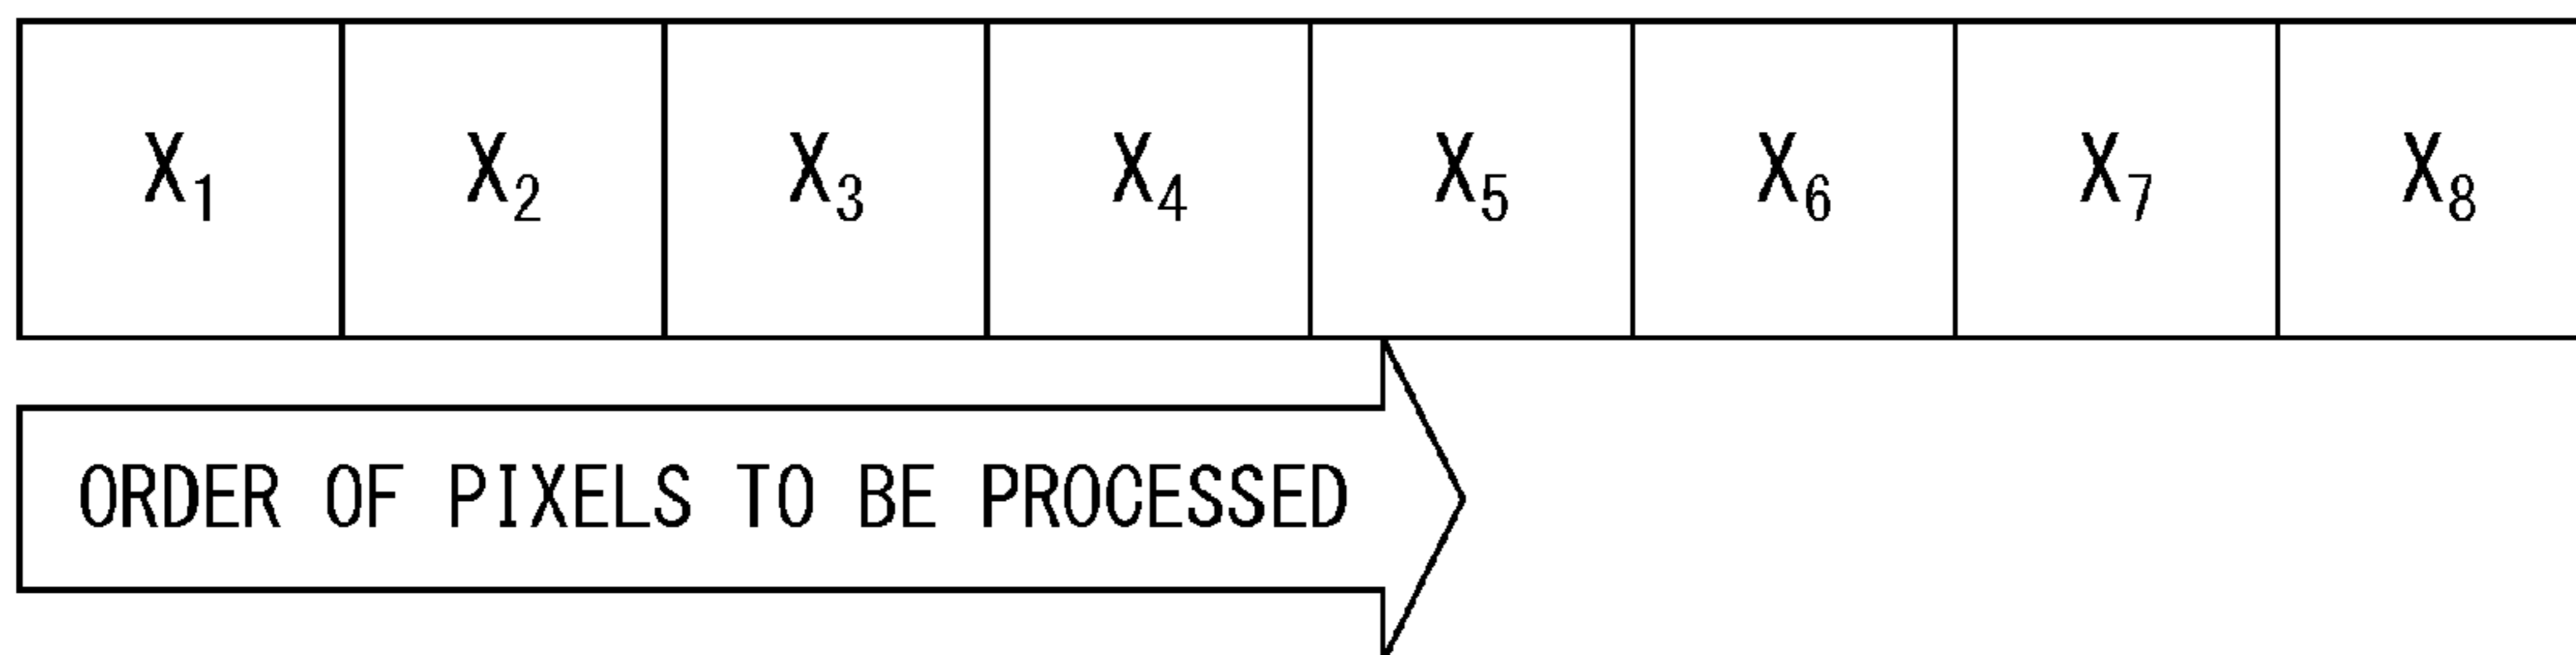 X₁ X₂ X₃ X₄ X₅ X₆ X₇ X₈
ORDER OF PIXELS TO BE PROCESSED